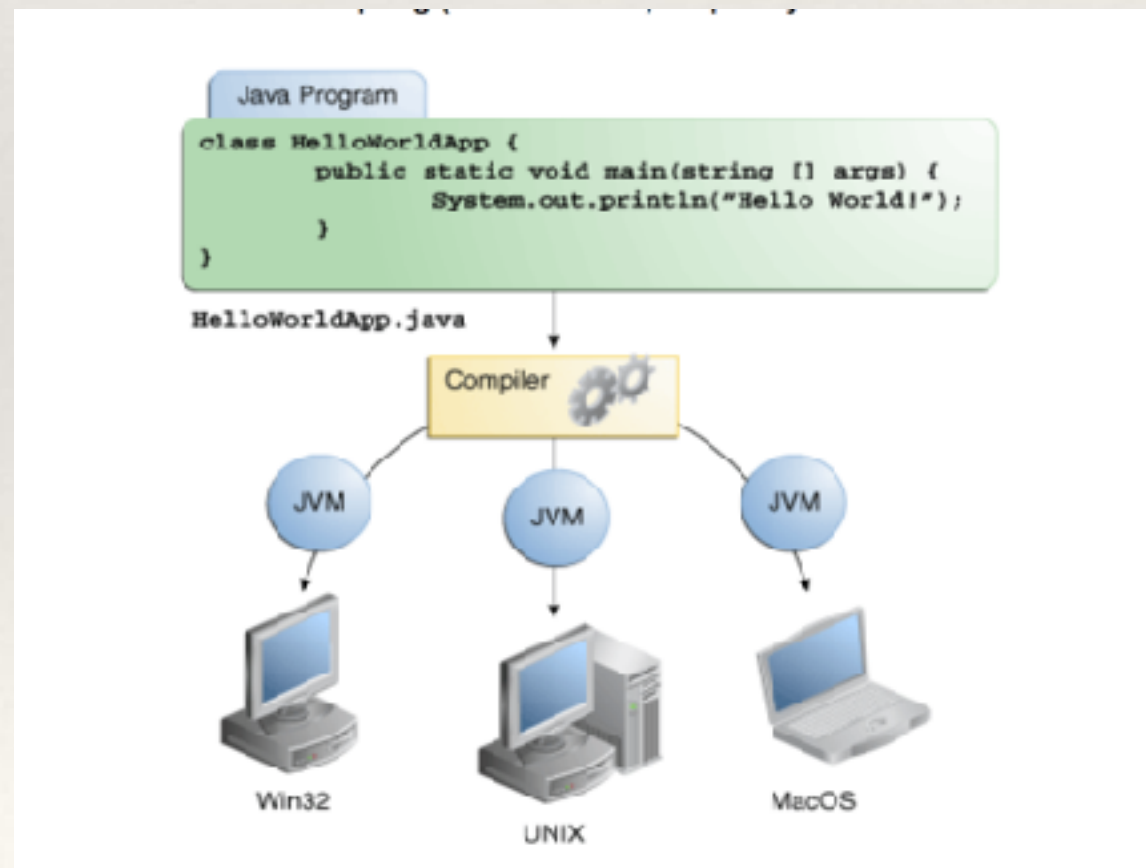 Java Program
class HelloWorldApp {
public static void main(string [] args) {
System.out.println("Hello World!");
}
}
HelloWorldApp.java
Compiler
JVM
JVM
JVM
Win32
UNIX
MacOS